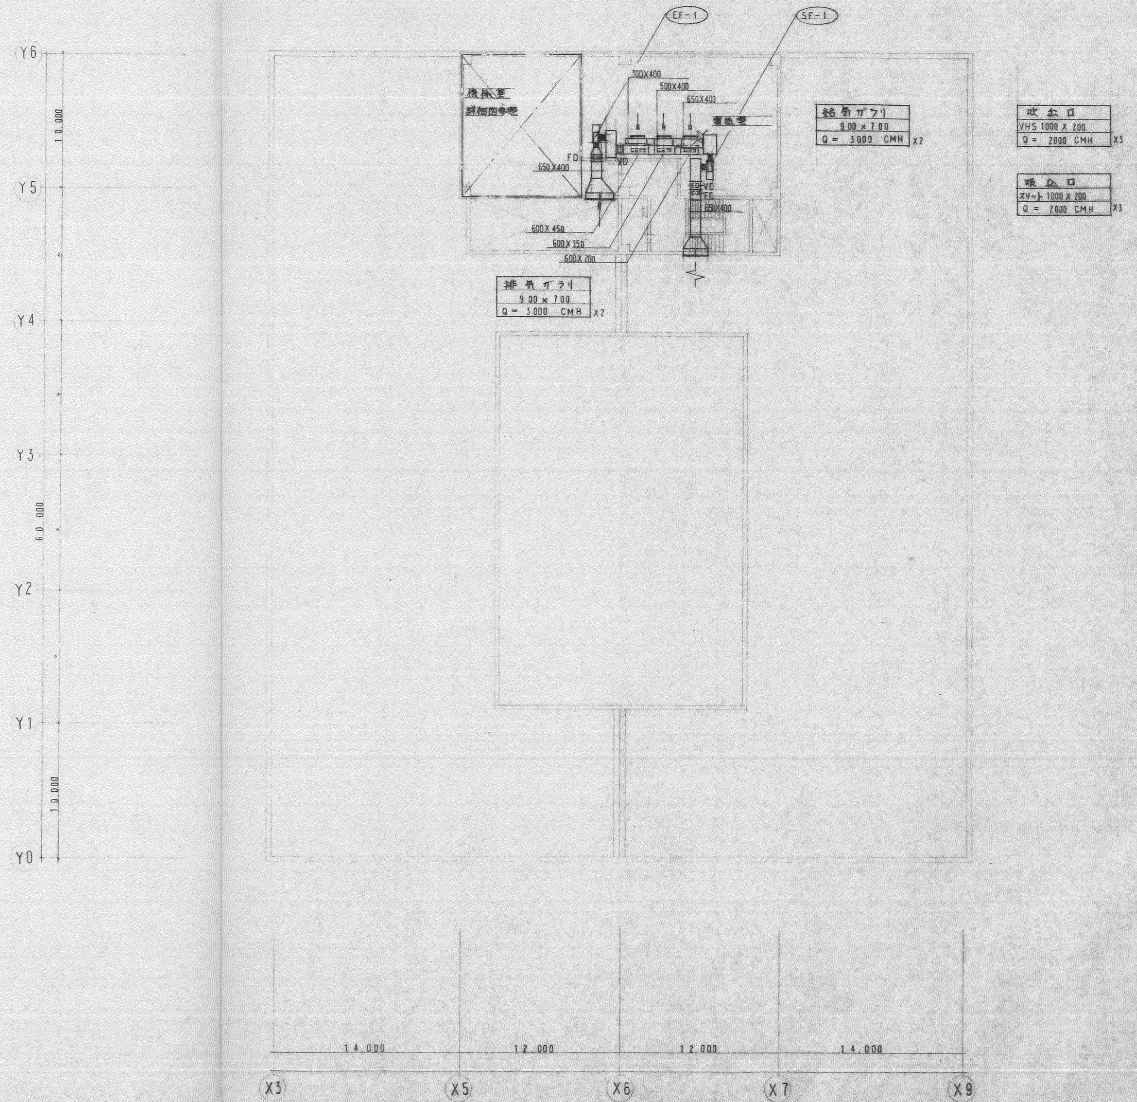 EF-1
SF-1
Y6
10.000
700X400
500X400
650X400
機械室
詳細図参照
電気室
給気ガラリ
900 x 700
Q = 3000 CMH X2
吹出口
VHS 1000 X 200
Q = 2000 CMH X3
FD
VD
650X400
吸込口
スリット 1000 X 200
Q = 2000 CMH X3
Y5
VD
FD
650X400
600X450
600X350
600X200
排気ガラリ
900 x 700
Q = 3000 CMH X2
Y4
Y3
60.000
Y2
Y1
10.000
Y0
14.000
12.000
12.000
14.000
X3
X5
X6
X7
X9